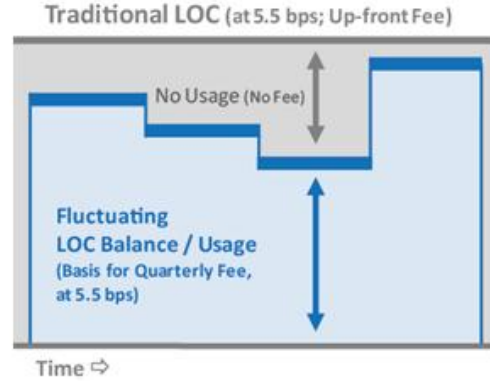 Traditional LOC (at 5.5 bps; Up-front Fee)
No Usage (No Fee)
Fluctuating
LOC Balance / Usage
(Basis for Quarterly Fee,
at 5.5 bps)
Time ⇨